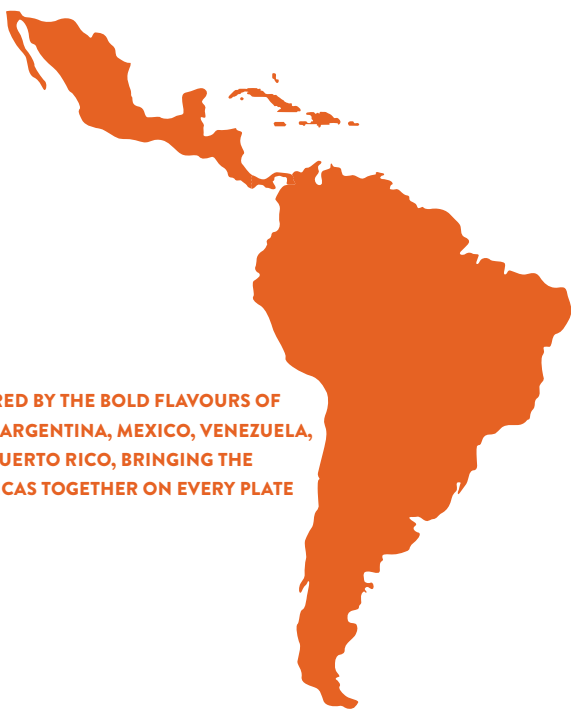 RED BY THE BOLD FLAVOURS OF
ARGENTINA, MEXICO, VENEZUELA,
UERTO RICO, BRINGING THE
CAS TOGETHER ON EVERY PLATE